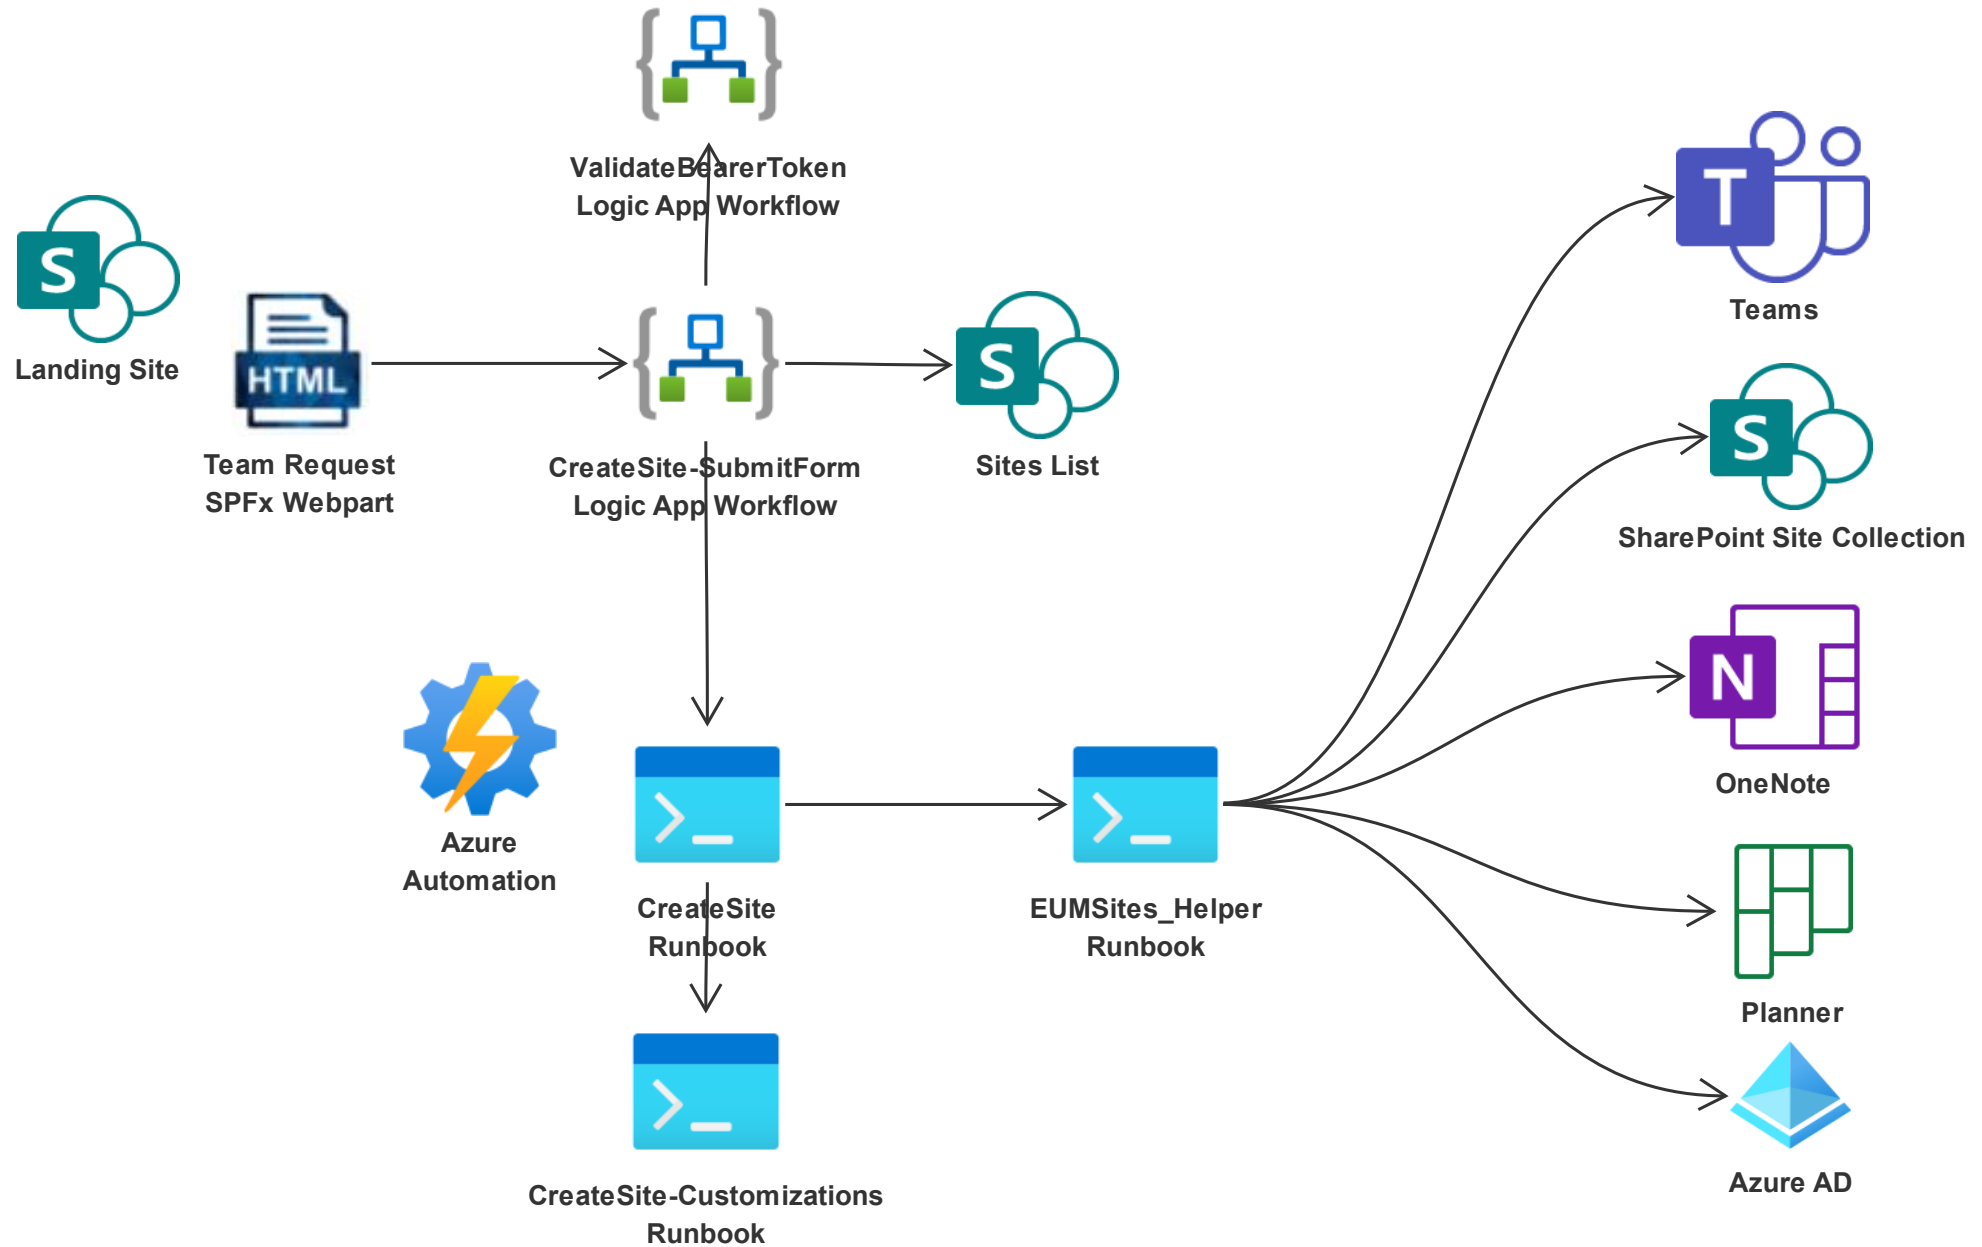 ValidateBearerToken
Logic App Workflow
S
Landing Site
HTML
Team Request
SPFx Webpart
CreateSite-SubmitForm
Logic App Workflow
S
Sites List
T
Teams
S
SharePoint Site Collection
N
OneNote
Azure
Automation
>_
CreateSite
Runbook
>_
EUMSites_Helper
Runbook
Planner
>_
CreateSite-Customizations
Runbook
Azure AD